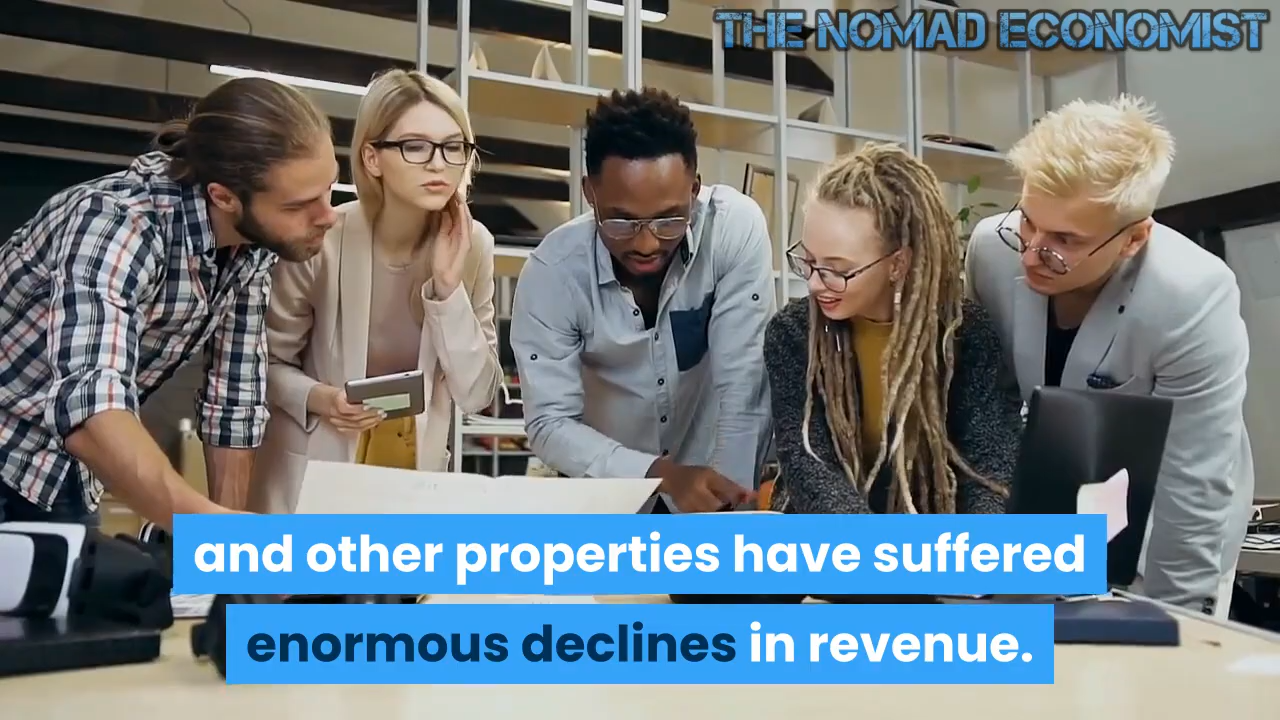 THE NOMAD ECONOMIST
and other properties have suffered
enormous declines in revenue.